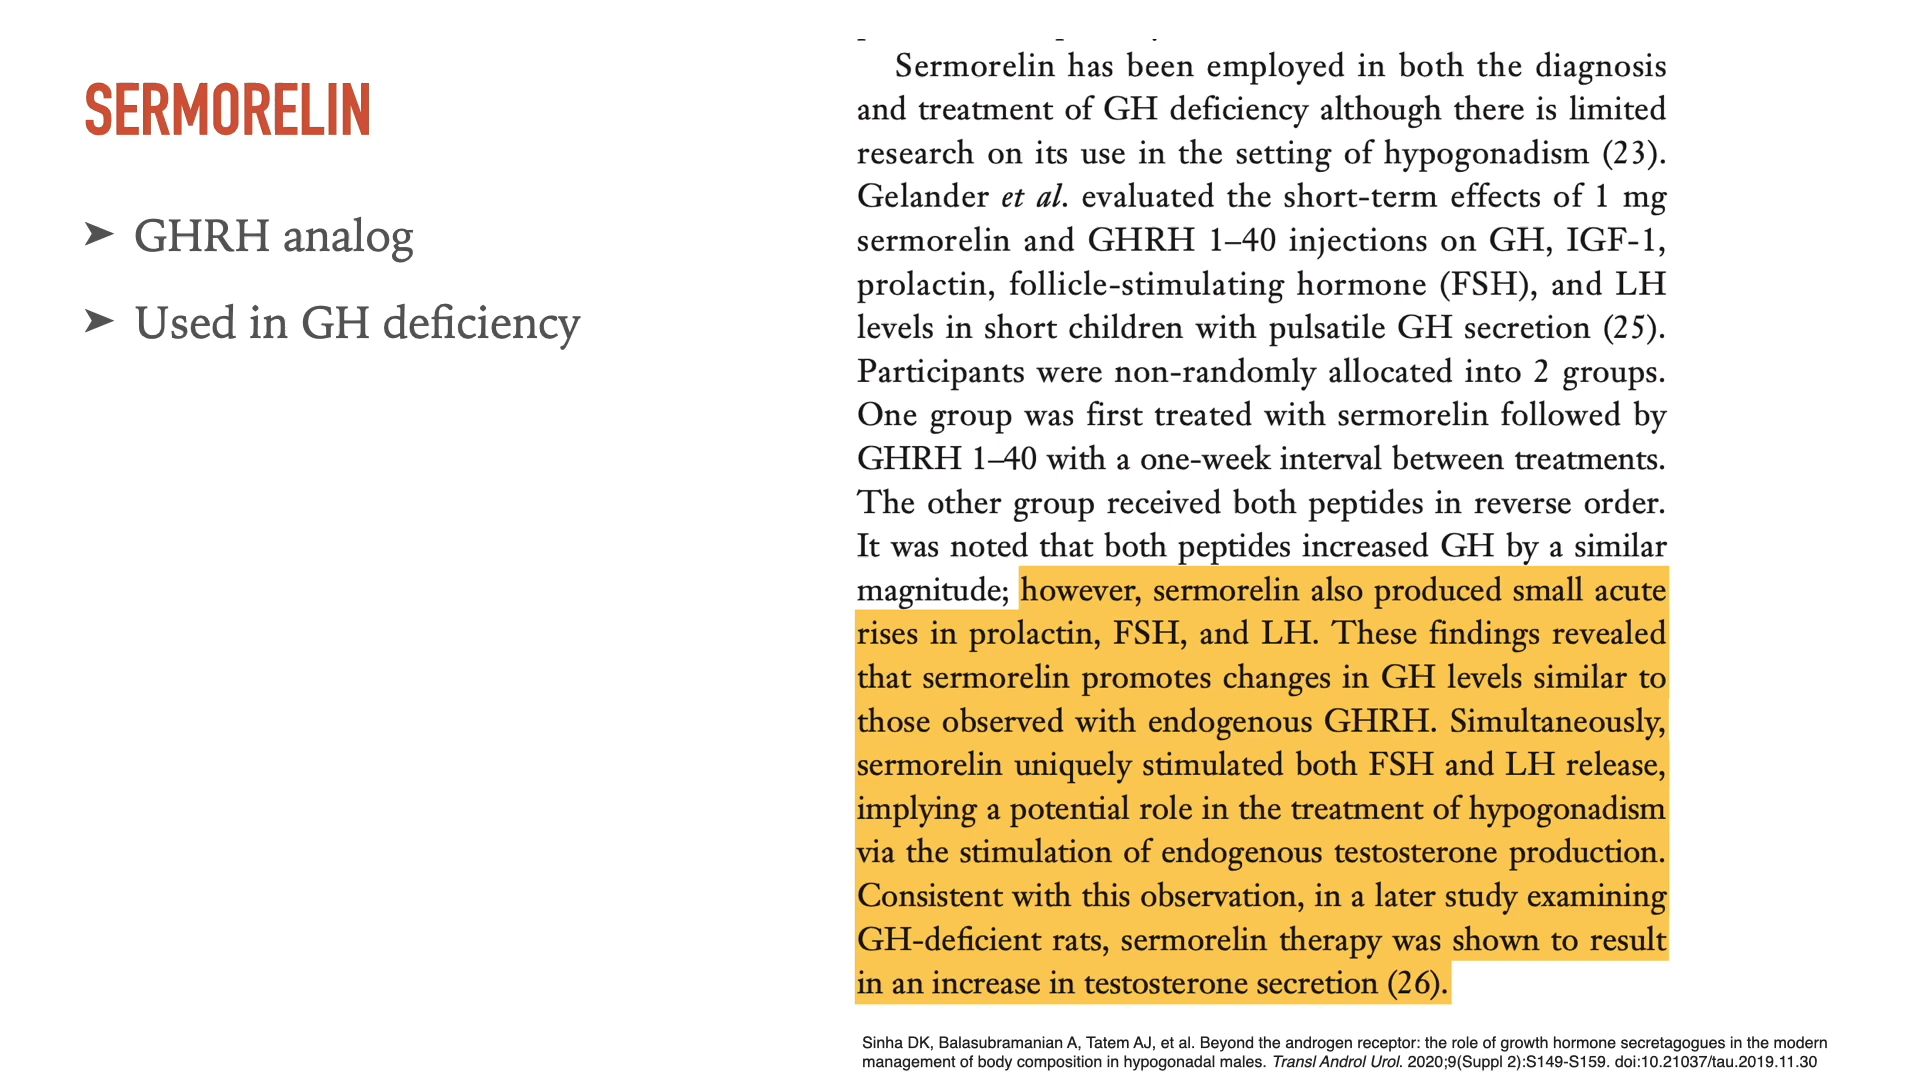 SERMORELIN
➤ GHRH analog
➤ Used in GH deficiency
Sermorelin has been employed in both the diagnosis
and treatment of GH deficiency although there is limited
research on its use in the setting of hypogonadism (23).
Gelander et al. evaluated the short-term effects of 1 mg
sermorelin and GHRH 1–40 injections on GH, IGF-1,
prolactin, follicle-stimulating hormone (FSH), and LH
levels in short children with pulsatile GH secretion (25).
Participants were non-randomly allocated into 2 groups.
One group was first treated with sermorelin followed by
GHRH 1–40 with a one-week interval between treatments.
The other group received both peptides in reverse order.
It was noted that both peptides increased GH by a similar
magnitude; however, sermorelin also produced small acute
rises in prolactin, FSH, and LH. These findings revealed
that sermorelin promotes changes in GH levels similar to
those observed with endogenous GHRH. Simultaneously,
sermorelin uniquely stimulated both FSH and LH release,
implying a potential role in the treatment of hypogonadism
via the stimulation of endogenous testosterone production.
Consistent with this observation, in a later study examining
GH-deficient rats, sermorelin therapy was shown to result
in an increase in testosterone secretion (26).
Sinha DK, Balasubramanian A, Tatem AJ, et al. Beyond the androgen receptor: the role of growth hormone secretagogues in the modern
management of body composition in hypogonadal males. Transl Androl Urol. 2020;9(Suppl 2):S149-S159. doi:10.21037/tau.2019.11.30